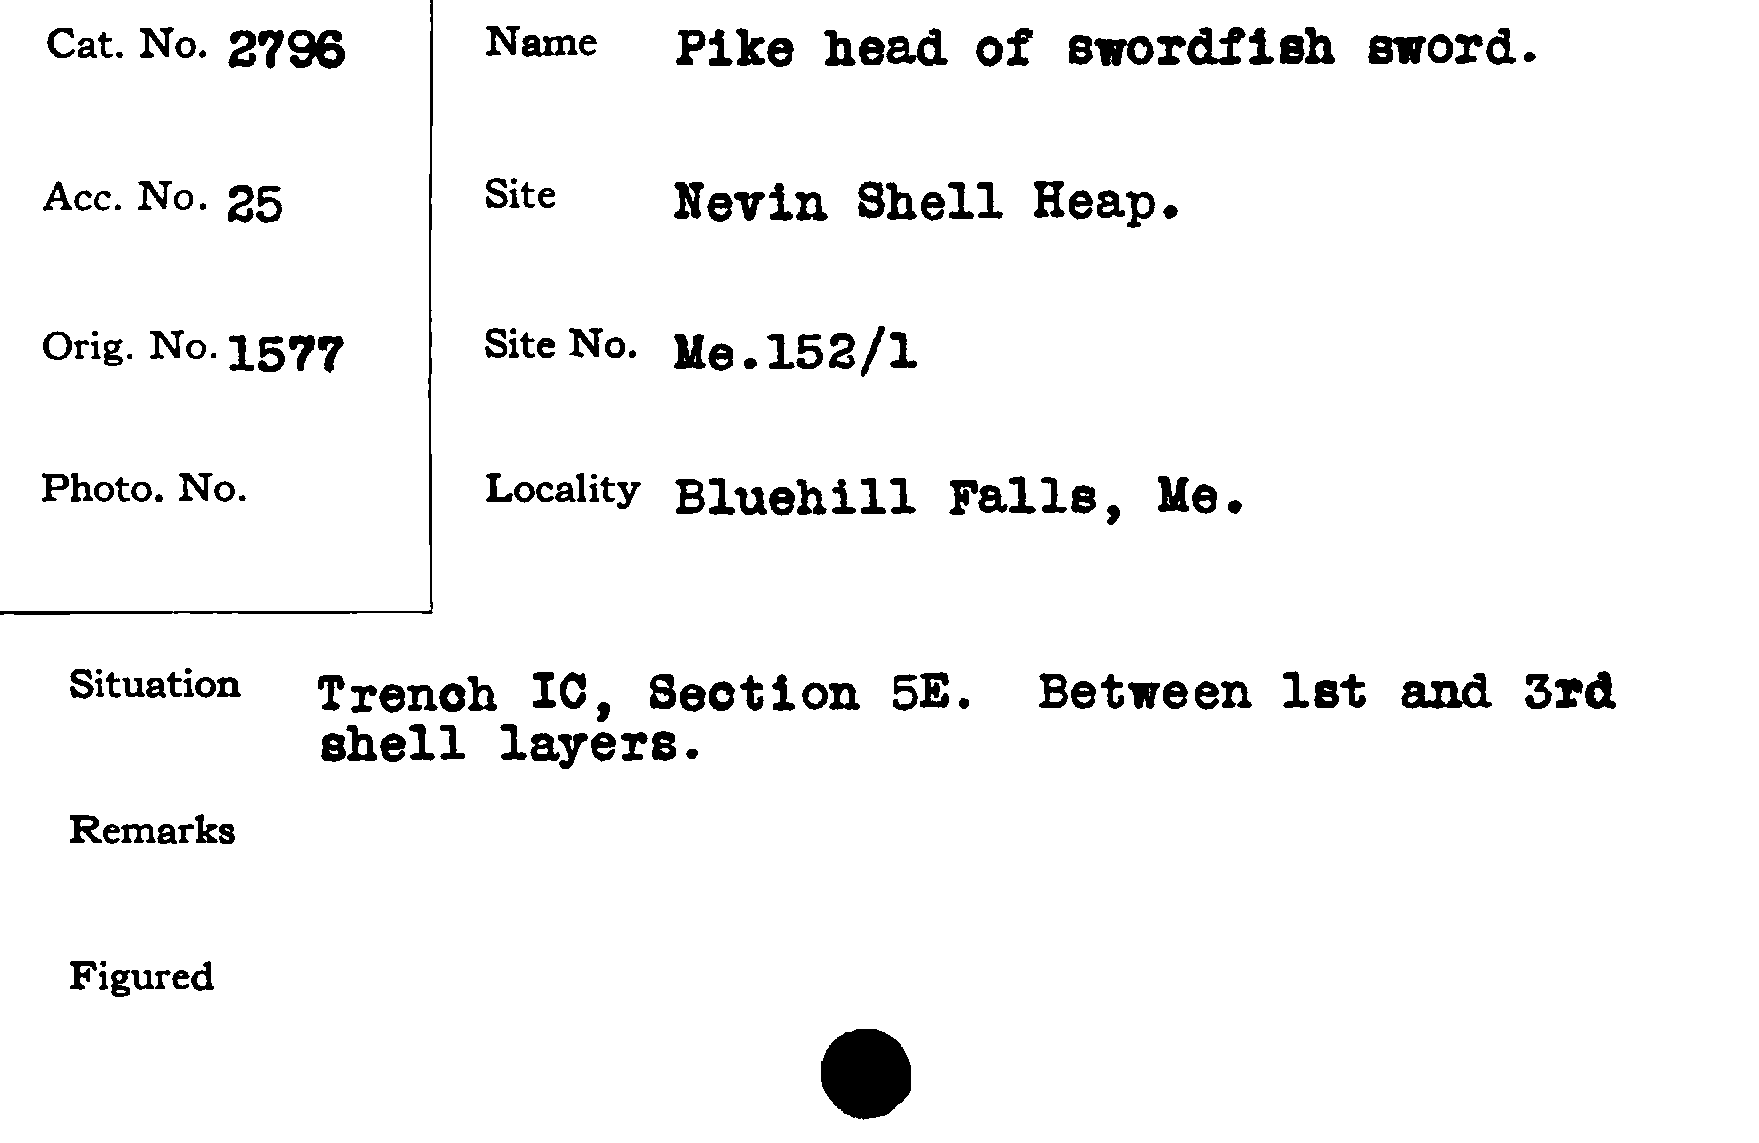 Cat. No. 2796
Name Pike head of swordfish sword.
Acc. No. 25
Site Nevin Shell Heap.
Orig. No. 1577
Site No. Me.152/1
Photo. No.
Locality Bluehill Falls, Me.
Situation Trench IC, Section 5E. Between 1st and 3rd
shell layers.
Remarks
Figured